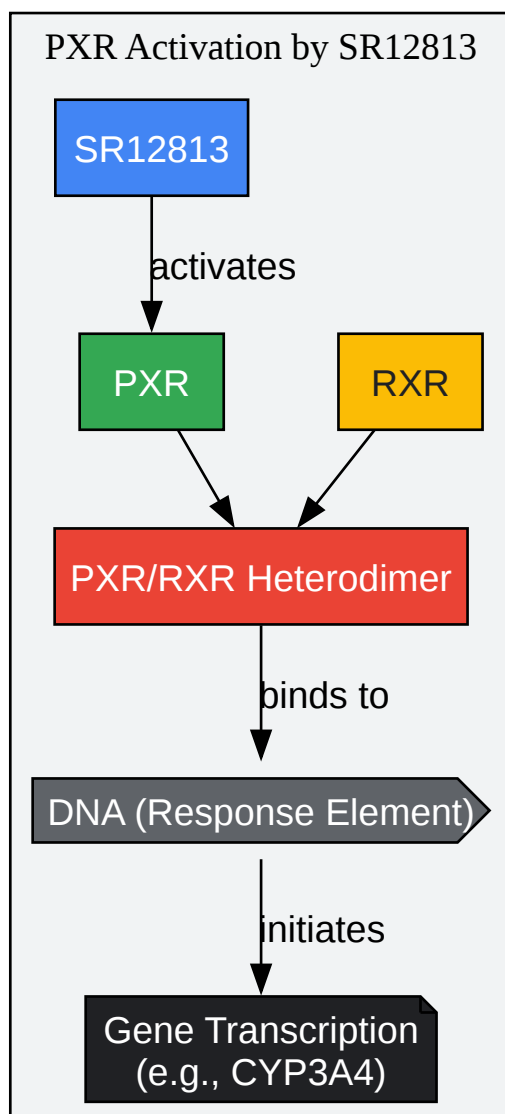 PXR Activation by SR12813
SR12813
activates
PXR
RXR
PXR/RXR Heterodimer
binds to
DNA (Response Element)
initiates
Gene Transcription
(e.g., CYP3A4)